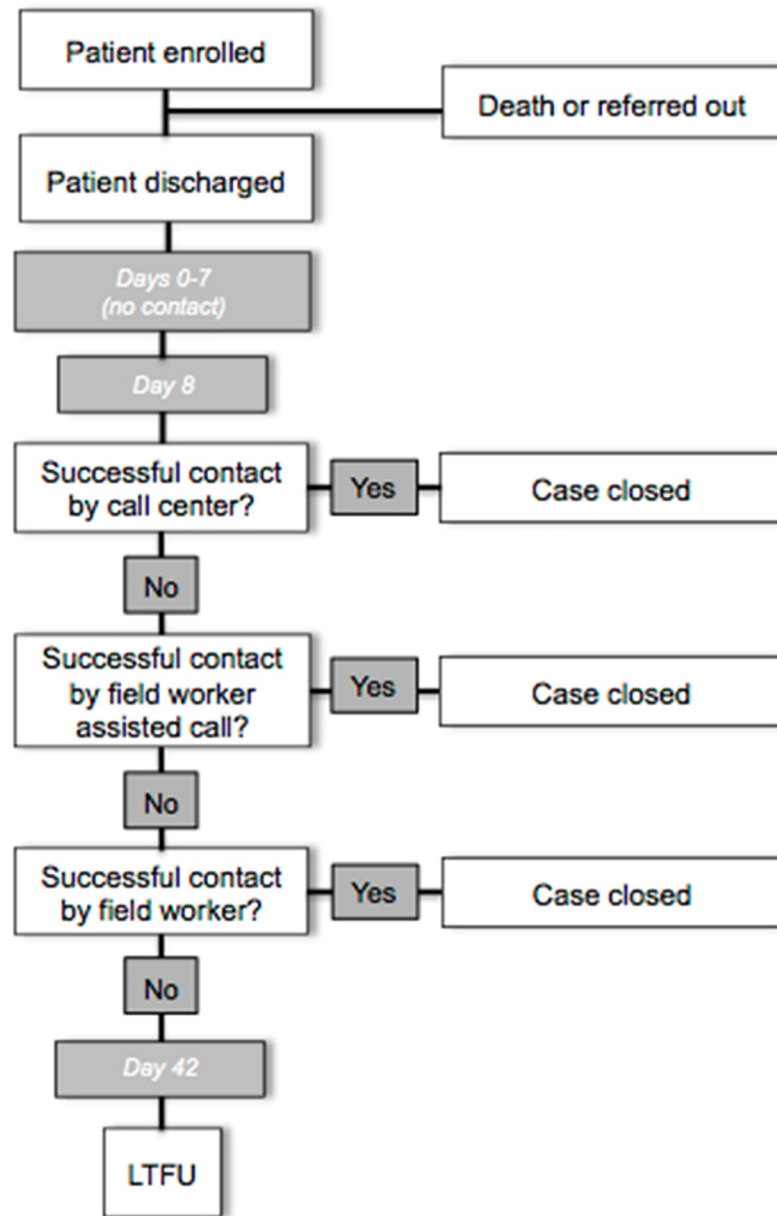 Patient enrolled
Death or referred out
Patient discharged
Days 0-7
(no contact)
Day 8
Successful contact
by call center?
Yes
Case closed
No
Successful contact
by field worker
assisted call?
Yes
Case closed
No
Successful contact
by field worker?
Yes
Case closed
No
Day 42
LTFU